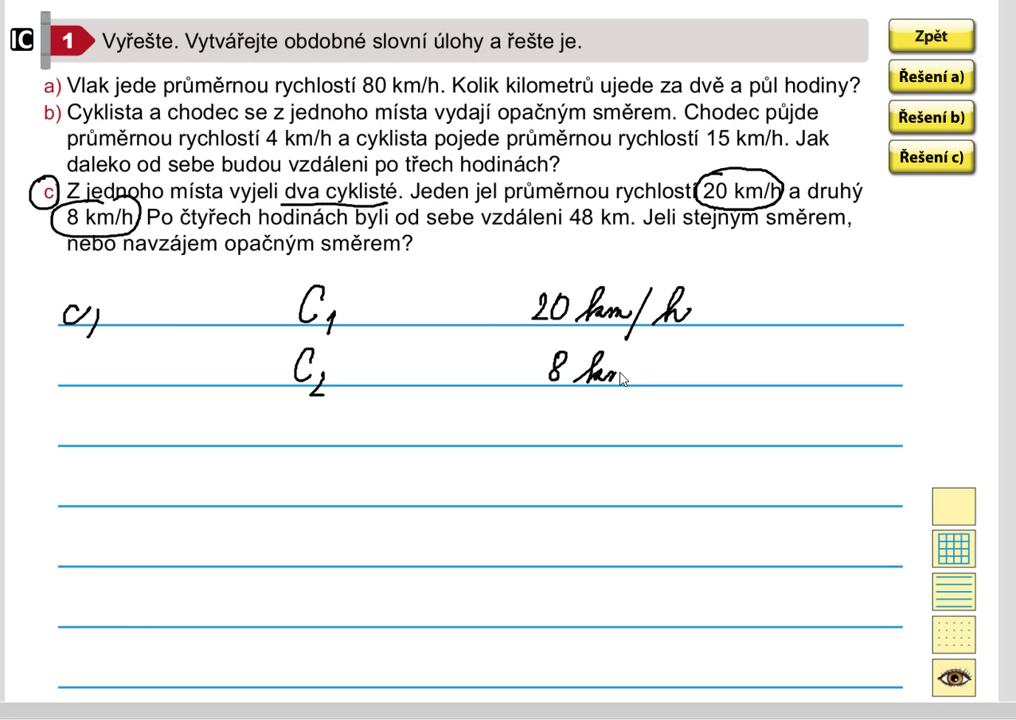 IC 1 Vyřešte. Vytvářejte obdobné slovní úlohy a řešte je.
Zpět
Řešení a)
Řešení b)
Řešení c)
a) Vlak jede průměrnou rychlostí 80 km/h. Kolik kilometrů ujede za dvě a půl hodiny?
b) Cyklista a chodec se z jednoho místa vydají opačným směrem. Chodec půjde
průměrnou rychlostí 4 km/h a cyklista pojede průměrnou rychlostí 15 km/h. Jak
daleko od sebe budou vzdáleni po třech hodinách?
c) Z jednoho místa vyjeli dva cyklisté. Jeden jel průměrnou rychlostí 20 km/h a druhý
8 km/h. Po čtyřech hodinách byli od sebe vzdáleni 48 km. Jeli stejným směrem,
nebo navzájem opačným směrem?
c) C1 20 km/h
C2 8 km